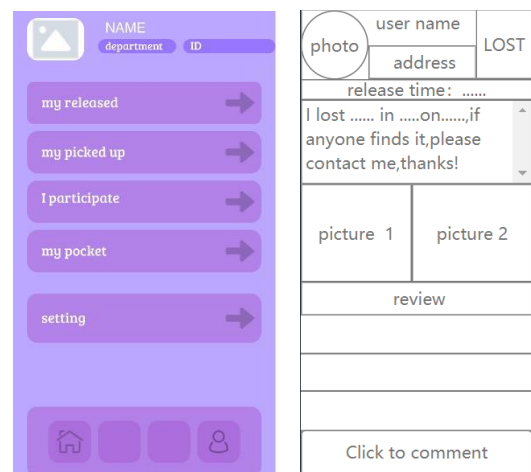 NAME
department ID
my released
my picked up
I participate
my pocket
setting
photo
user name
address
LOST
release time: ......
I lost ...... in .....on......,if
anyone finds it,please
contact me,thanks!
picture 1
picture 2
review
Click to comment